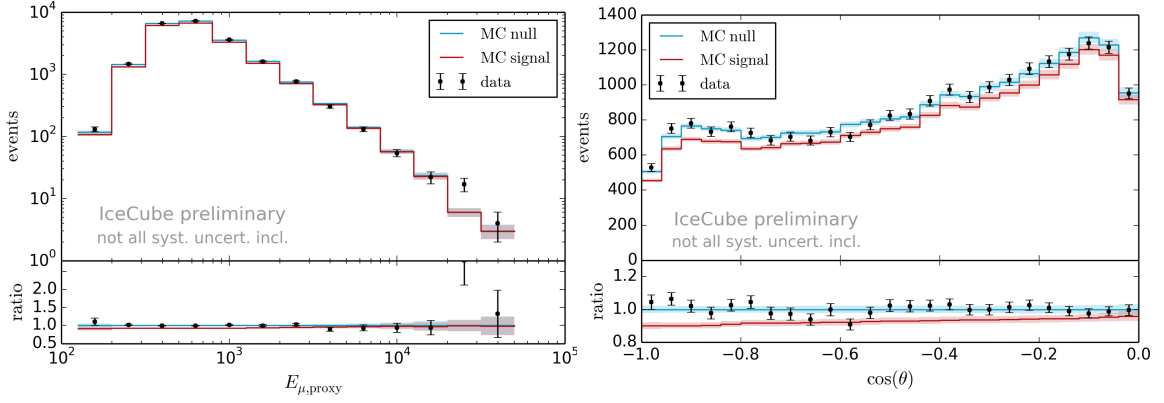 10^4
10^3
10^2
10^1
10^0
events
MC null
MC signal
data
IceCube preliminary
not all syst. uncert. incl.
2.0
1.5
1.0
0.5
ratio
10^2
10^3
10^4
10^5
E_{μ,proxy}
1400
1200
1000
800
600
400
200
0
events
MC null
MC signal
data
IceCube preliminary
not all syst. uncert. incl.
1.2
1.0
0.8
ratio
−1.0
−0.8
−0.6
−0.4
−0.2
0.0
cos(θ)